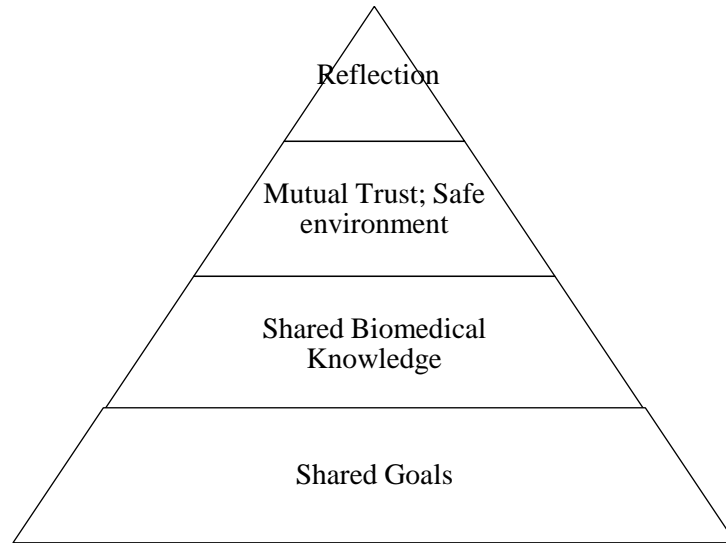 Reflection
Mutual Trust; Safe
environment
Shared Biomedical
Knowledge
Shared Goals